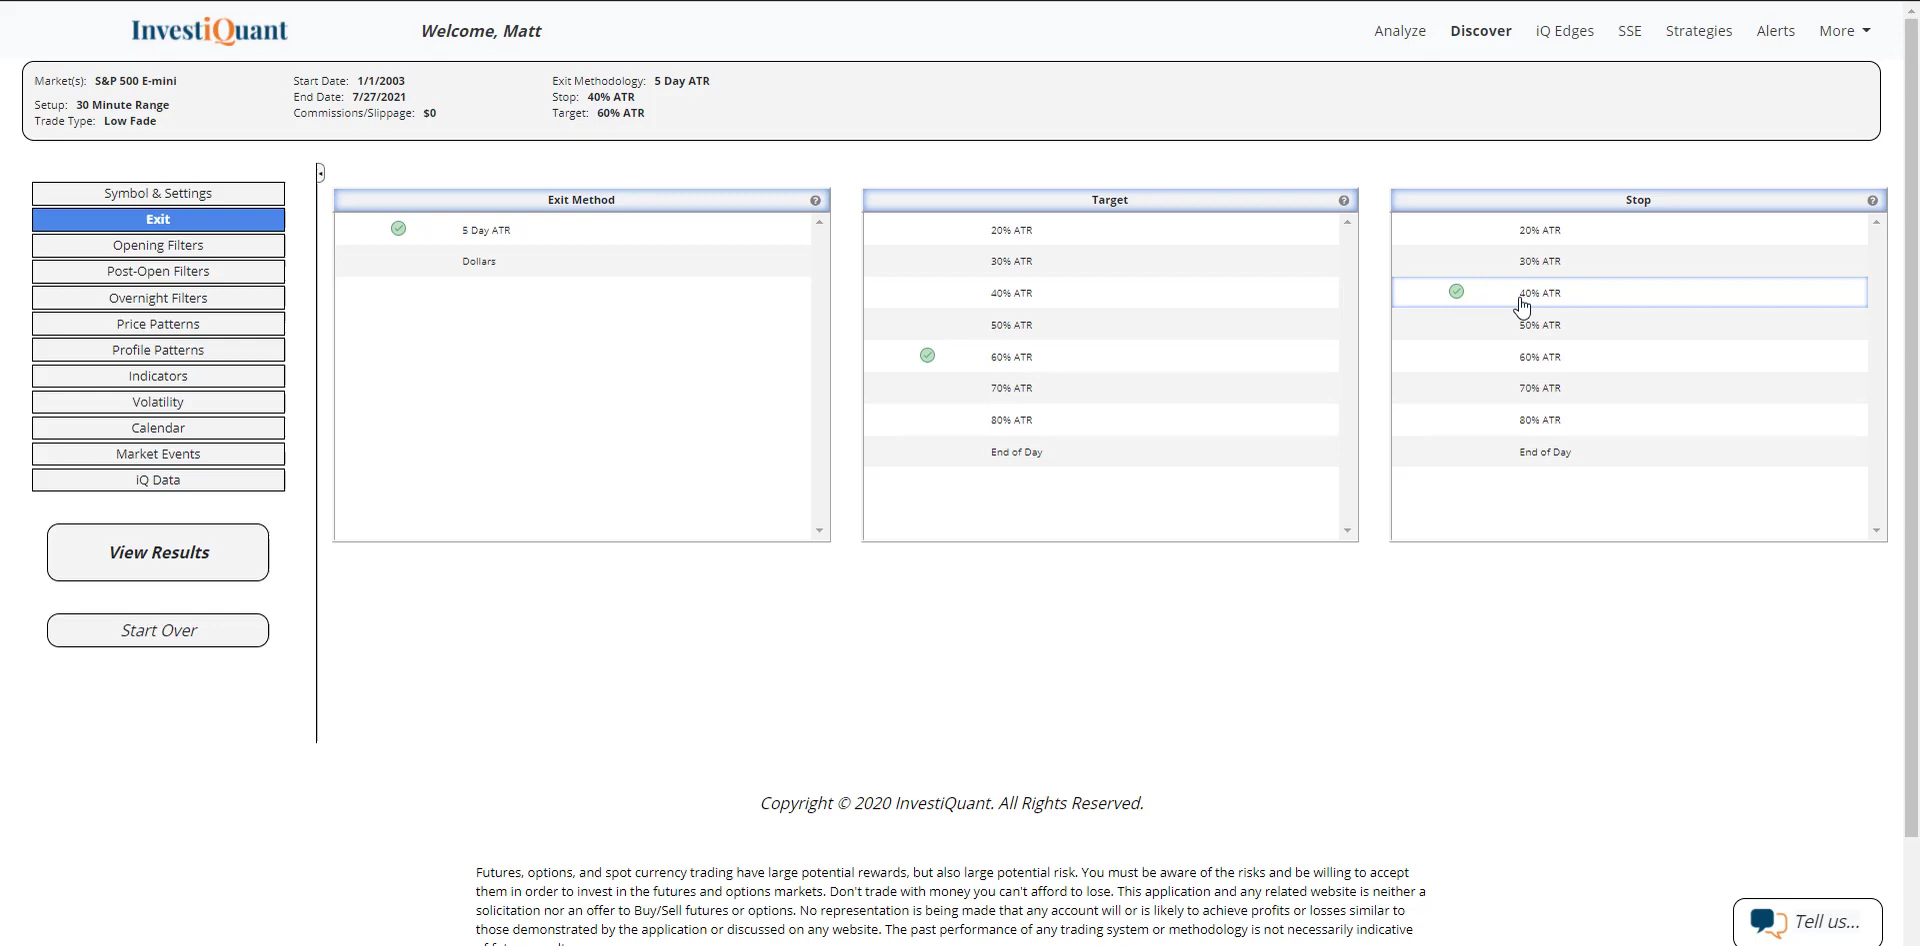 InvestiQuant
Welcome, Matt
Analyze Discover iQ Edges SSE Strategies Alerts More
Market(s): S&P 500 E-mini
Setup: 30 Minute Range
Trade Type: Low Fade
Start Date: 1/1/2003
End Date: 7/27/2021
Commissions/Slippage: $0
Exit Methodology: 5 Day ATR
Stop: 40% ATR
Target: 60% ATR
Symbol & Settings
Exit
Opening Filters
Post-Open Filters
Overnight Filters
Price Patterns
Profile Patterns
Indicators
Volatility
Calendar
Market Events
iQ Data
View Results
Start Over
Exit Method
5 Day ATR
Dollars
Target
20% ATR
30% ATR
40% ATR
50% ATR
60% ATR
70% ATR
80% ATR
End of Day
Stop
20% ATR
30% ATR
40% ATR
50% ATR
60% ATR
70% ATR
80% ATR
End of Day
Copyright © 2020 InvestiQuant. All Rights Reserved.
Futures, options, and spot currency trading have large potential rewards, but also large potential risk. You must be aware of the risks and be willing to accept
them in order to invest in the futures and options markets. Don't trade with money you can't afford to lose. This application and any related website is neither a
solicitation nor an offer to Buy/Sell futures or options. No representation is being made that any account will or is likely to achieve profits or losses similar to
those demonstrated by the application or discussed on any website. The past performance of any trading system or methodology is not necessarily indicative
Tell us...